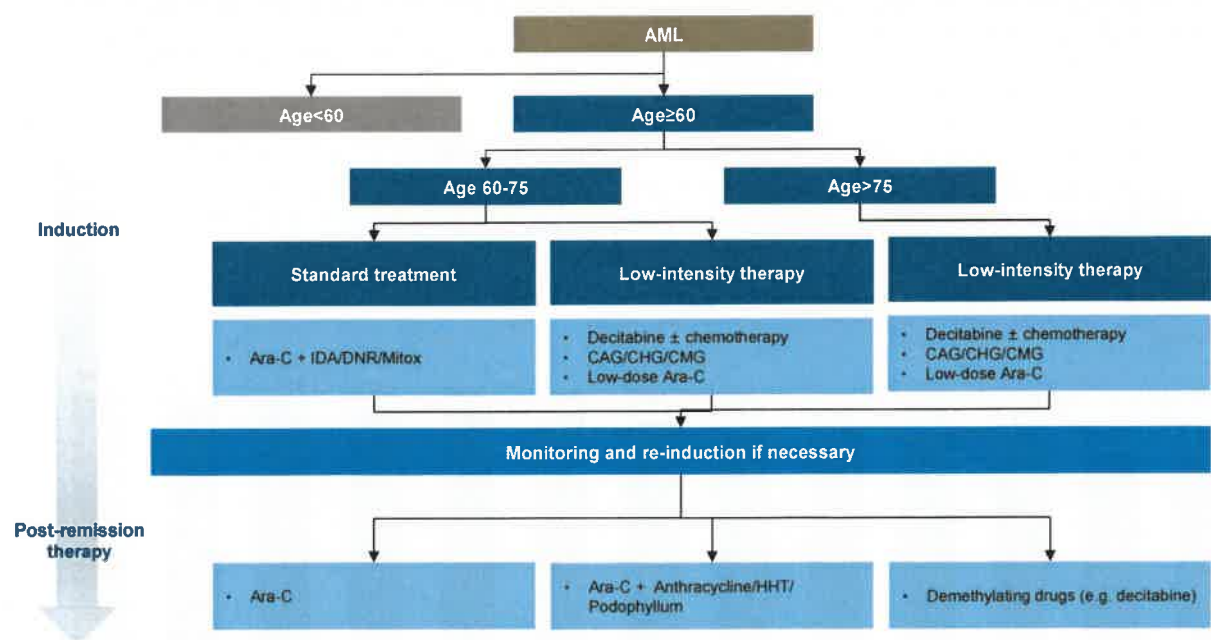 AML
Age<60
Age≥60
Age 60-75
Age>75
Induction
Standard treatment
Low-intensity therapy
Low-intensity therapy
• Ara-C + IDA/DNR/Mitox
• Decitabine ± chemotherapy
• CAG/CHG/CMG
• Low-dose Ara-C
• Decitabine ± chemotherapy
• CAG/CHG/CMG
• Low-dose Ara-C
Monitoring and re-induction if necessary
Post-remission
therapy
• Ara-C
• Ara-C + Anthracycline/HHT/
Podophyllum
• Demethylating drugs (e.g. decitabine)